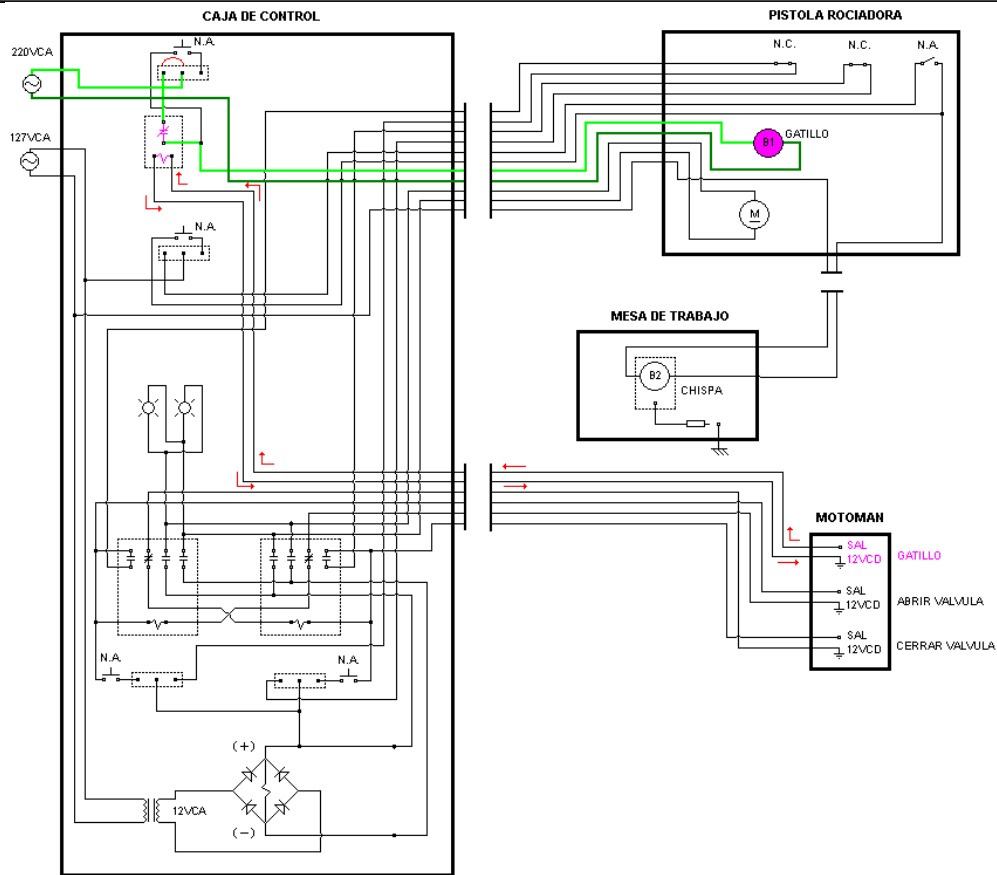 CAJA DE CONTROL
PISTOLA ROCIADORA
220VCA
N.A.
N.C.
N.C.
N.A.
127VCA
B1
GATILLO
N.A.
M
MESA DE TRABAJO
B2
CHISPA
MOTOMAN
SAL
12VCD
GATILLO
SAL
12VCD
ABRIR VALVULA
SAL
12VCD
CERRAR VALVULA
N.A.
N.A.
(+)
12VCA
(-)